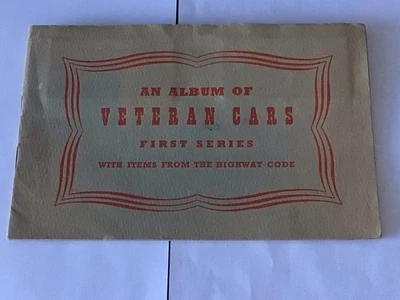 AN ALBUM OF
VETERAN CARS
FIRST SERIES
WITH ITEMS FROM THE HIGHWAY-CODE